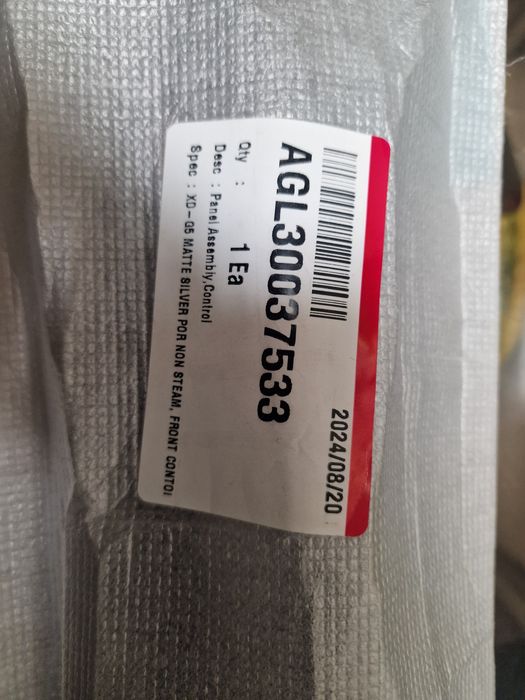 2024/08/20
AGL30037533
Qty : 1 Ea
Desc : Panel Assembly,Control
Spec : XD-G5 MATTE SILVER POR NON STEAM, FRONT CONTOl